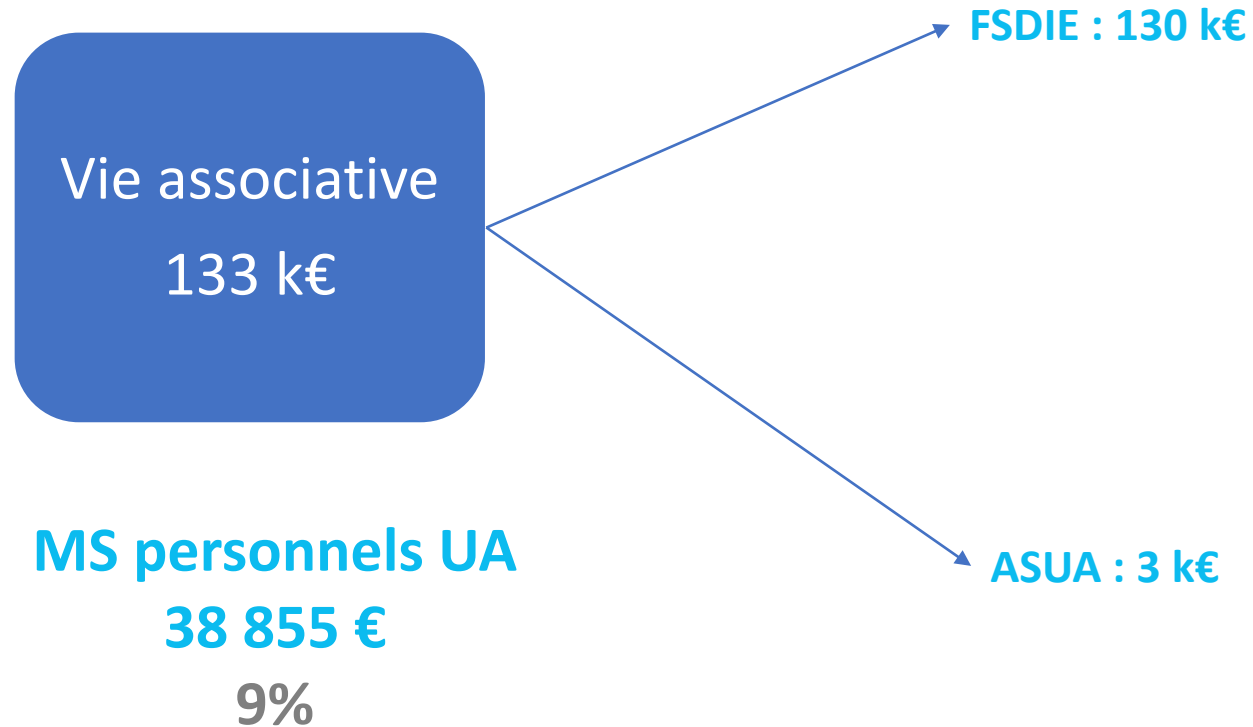 FSDIE : 130 k€
Vie associative
133 k€
ASUA : 3 k€
MS personnels UA
38 855 €
9%